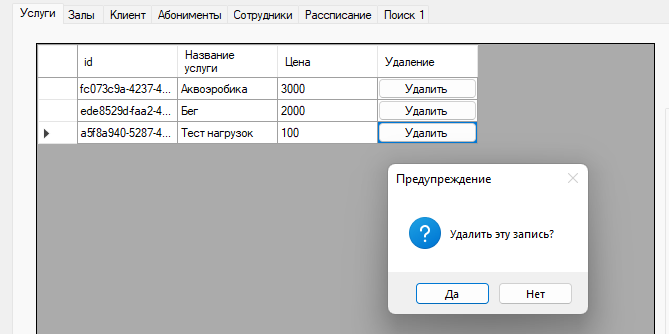 Услуги Залы Клиент Абонименты Сотрудники Рассписание Поиск 1
id Название услуги Цена Удаление
fc073c9a-4237-4... Аквоэробика 3000 Удалить
ede8529d-faa2-4... Бег 2000 Удалить
a5f8a940-5287-4... Тест нагрузок 100 Удалить
Предупреждение
Удалить эту запись?
Да Нет